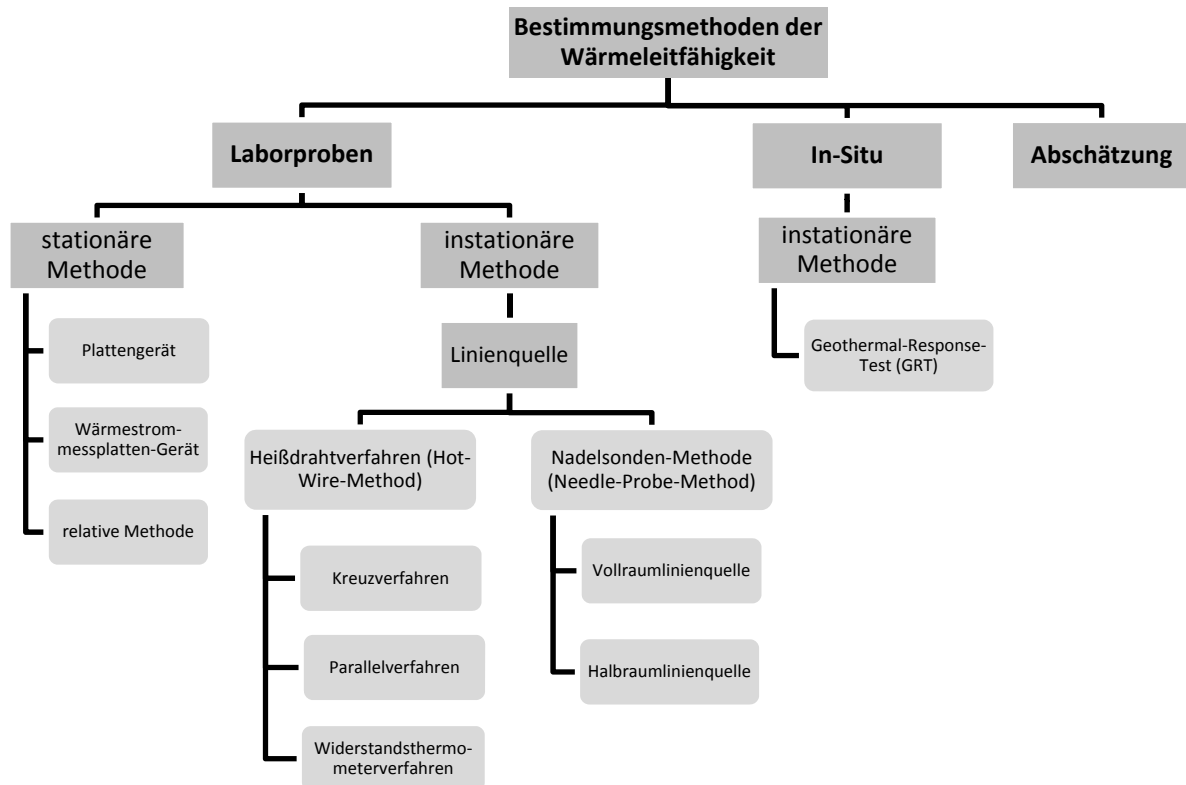 Bestimmungsmethoden der
Wärmeleitfähigkeit
Laborproben
In-Situ
Abschätzung
stationäre
Methode
instationäre
Methode
instationäre
Methode
Plattengerät
Wärmestrom-
messplatten-Gerät
relative Methode
Linienquelle
Geothermal-Response-
Test (GRT)
Heißdrahtverfahren (Hot-
Wire-Method)
Nadelsonden-Methode
(Needle-Probe-Method)
Kreuzverfahren
Parallelverfahren
Widerstandsthermo-
meterverfahren
Vollraumlinienquelle
Halbraumlinienquelle